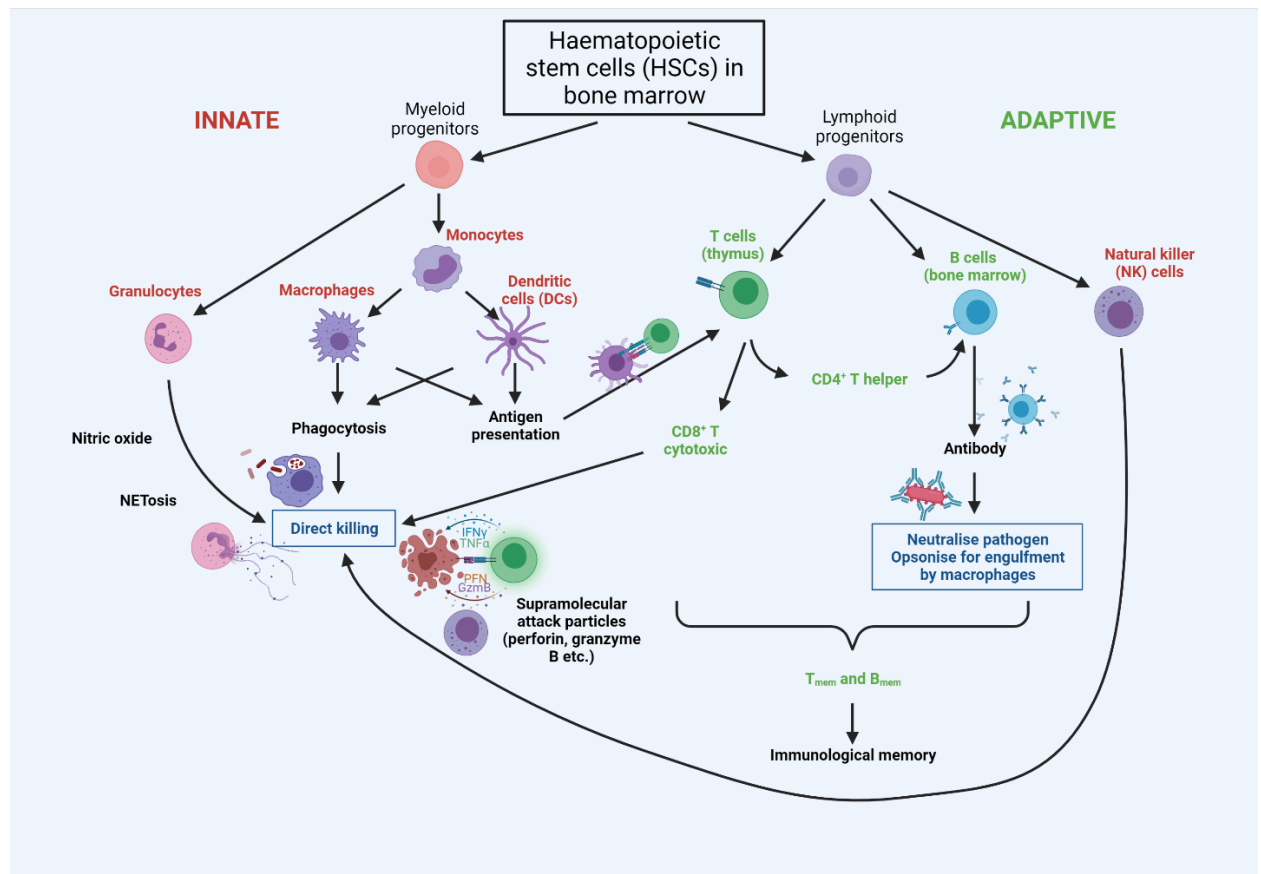 Haematopoietic
stem cells (HSCs) in
bone marrow
INNATE
Myeloid
progenitors
Lymphoid
progenitors
ADAPTIVE
Monocytes
T cells
(thymus)
B cells
(bone marrow)
Natural killer
(NK) cells
Granulocytes
Macrophages
Dendritic
cells (DCs)
CD4⁺ T helper
Phagocytosis
Antigen
presentation
Nitric oxide
CD8⁺ T
cytotoxic
Antibody
NETosis
Direct killing
IFNγ
TNFα
PFN
GzmB
Neutralise pathogen
Opsonise for engulfment
by macrophages
Supramolecular
attack particles
(perforin, granzyme
B etc.)
Tmem and Bmem
Immunological memory